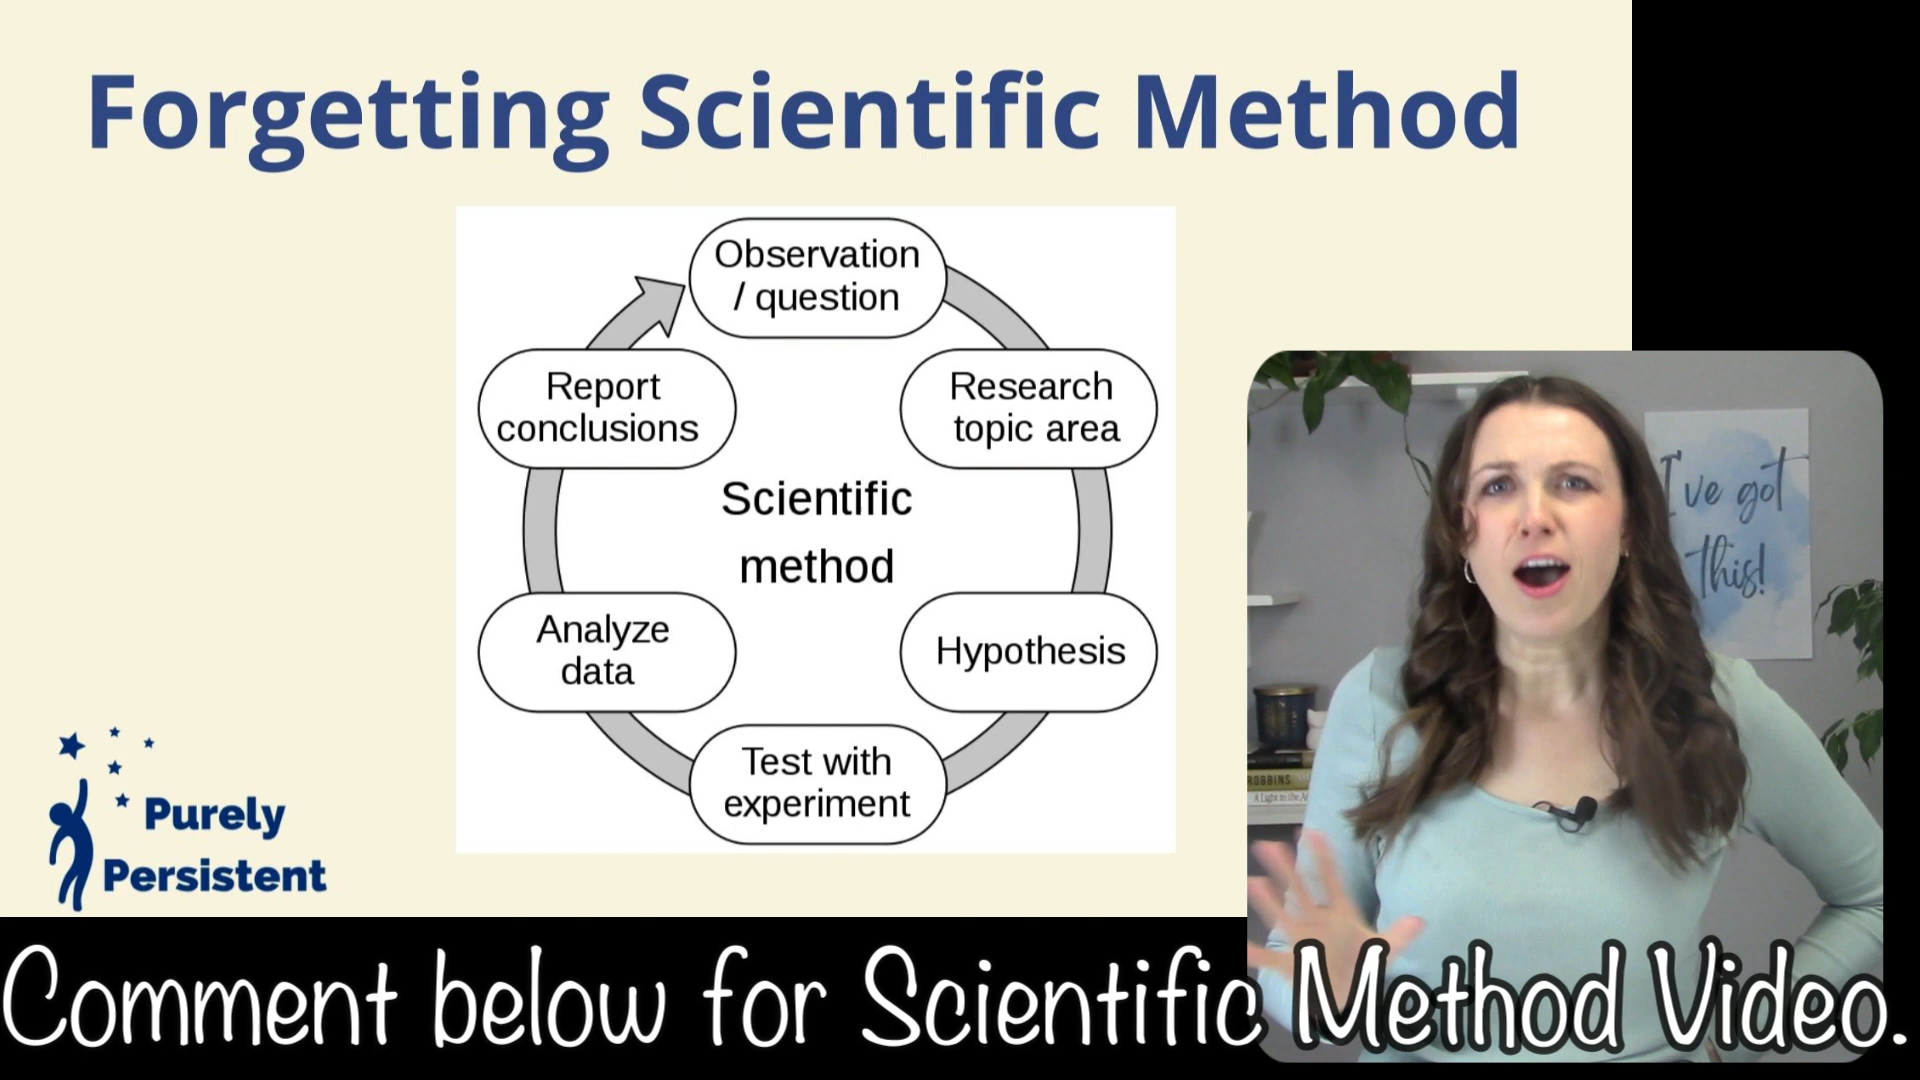 Forgetting Scientific Method
Observation
/ question
Research
topic area
Hypothesis
Test with
experiment
Analyze
data
Report
conclusions
Scientific
method
I've got
this!
ROBBINS
Purely
Persistent
Comment below for Scientific Method Video.